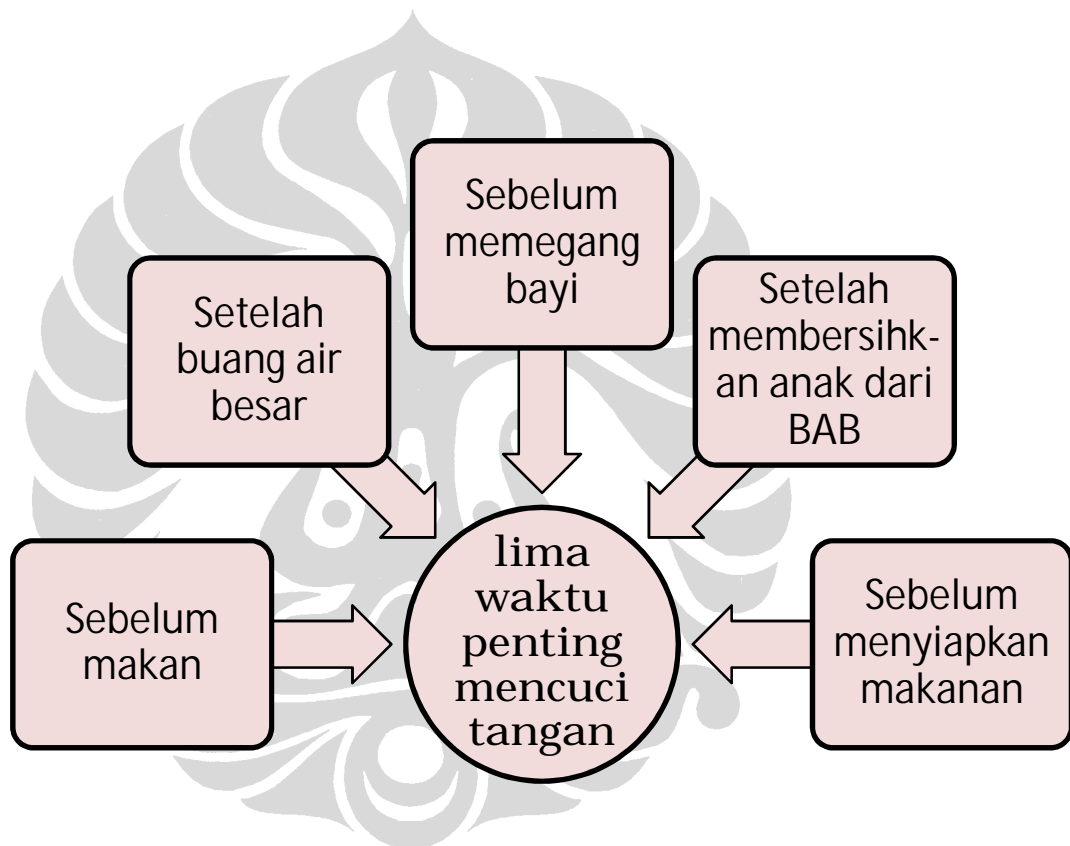 Sebelum
memegang
bayi
Setelah
buang air
besar
Setelah
membersihk-
an anak dari
BAB
Sebelum
makan
lima
waktu
penting
mencuci
tangan
Sebelum
menyiapkan
makanan